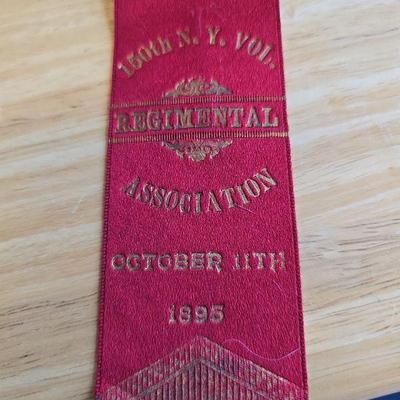 150th N. Y. VOL.
REGIMENTAL
ASSOCIATION
OCTOBER 11TH
1895